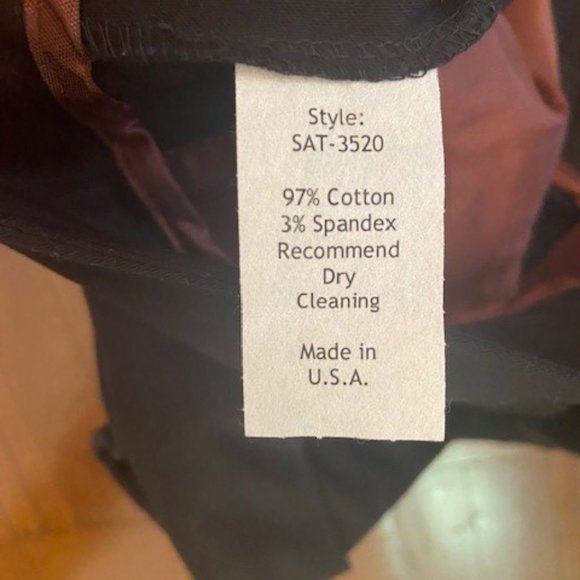 Style:
SAT-3520
97% Cotton
3% Spandex
Recommend
Dry
Cleaning
Made in
U.S.A.